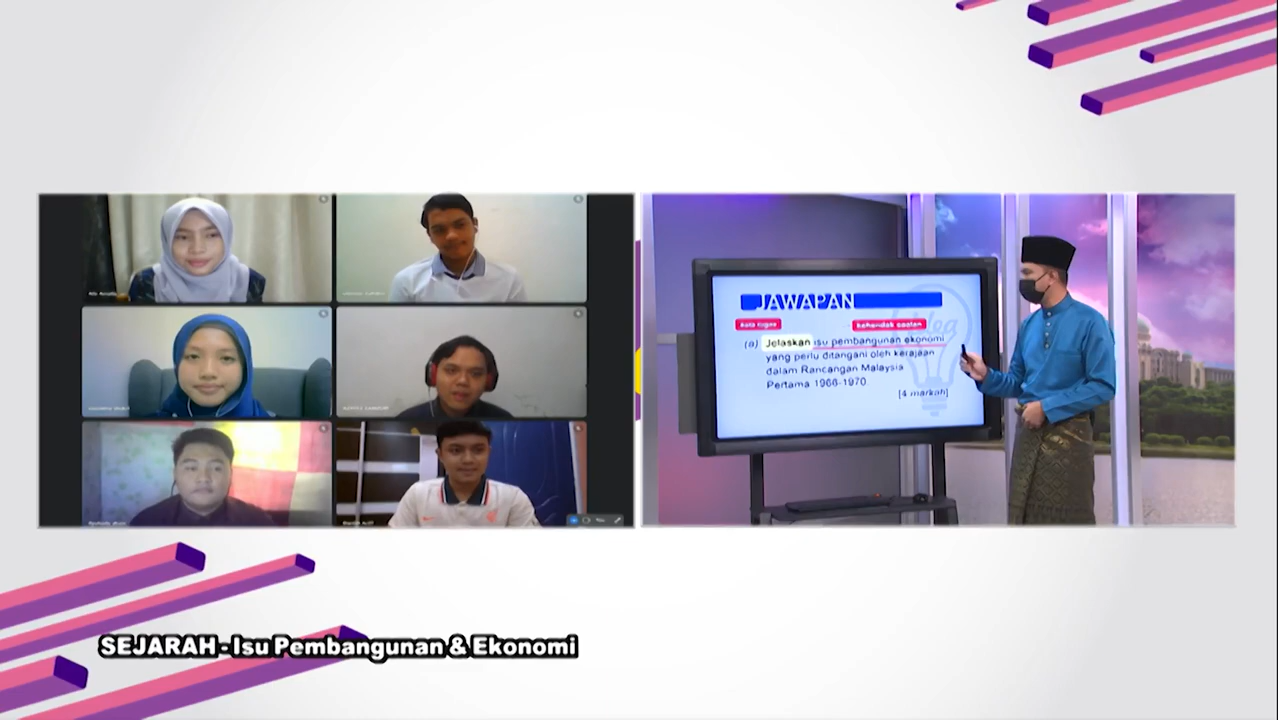 JAWAPAN
kata tugas
kehendak soalan
(a) Jelaskan isu pembangunan ekonomi
yang perlu ditangani oleh kerajaan
dalam Rancangan Malaysia
Pertama 1966-1970.
[4 markah]
SEJARAH - Isu Pembangunan & Ekonomi